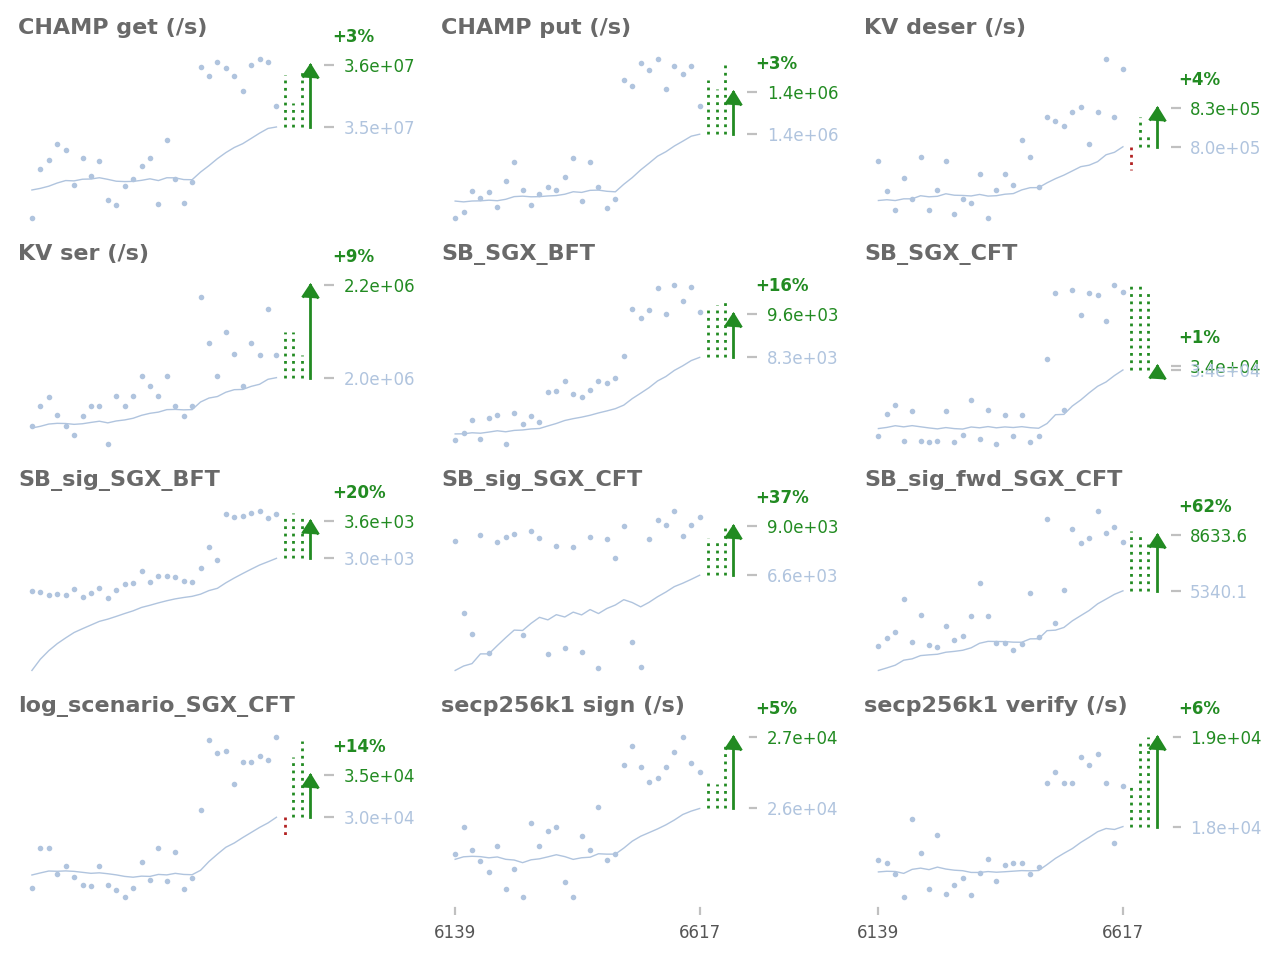 CHAMP get (/s)
+3%
3.6e+07
3.5e+07
CHAMP put (/s)
+3%
1.4e+06
1.4e+06
KV deser (/s)
+4%
8.3e+05
8.0e+05
KV ser (/s)
+9%
2.2e+06
2.0e+06
SB_SGX_BFT
+16%
9.6e+03
8.3e+03
SB_SGX_CFT
+1%
3.4e+04
3.4e+04
SB_sig_SGX_BFT
+20%
3.6e+03
3.0e+03
SB_sig_SGX_CFT
+37%
9.0e+03
6.6e+03
SB_sig_fwd_SGX_CFT
+62%
8633.6
5340.1
log_scenario_SGX_CFT
+14%
3.5e+04
3.0e+04
secp256k1 sign (/s)
+5%
2.7e+04
2.6e+04
6139 6617
secp256k1 verify (/s)
+6%
1.9e+04
1.8e+04
6139 6617